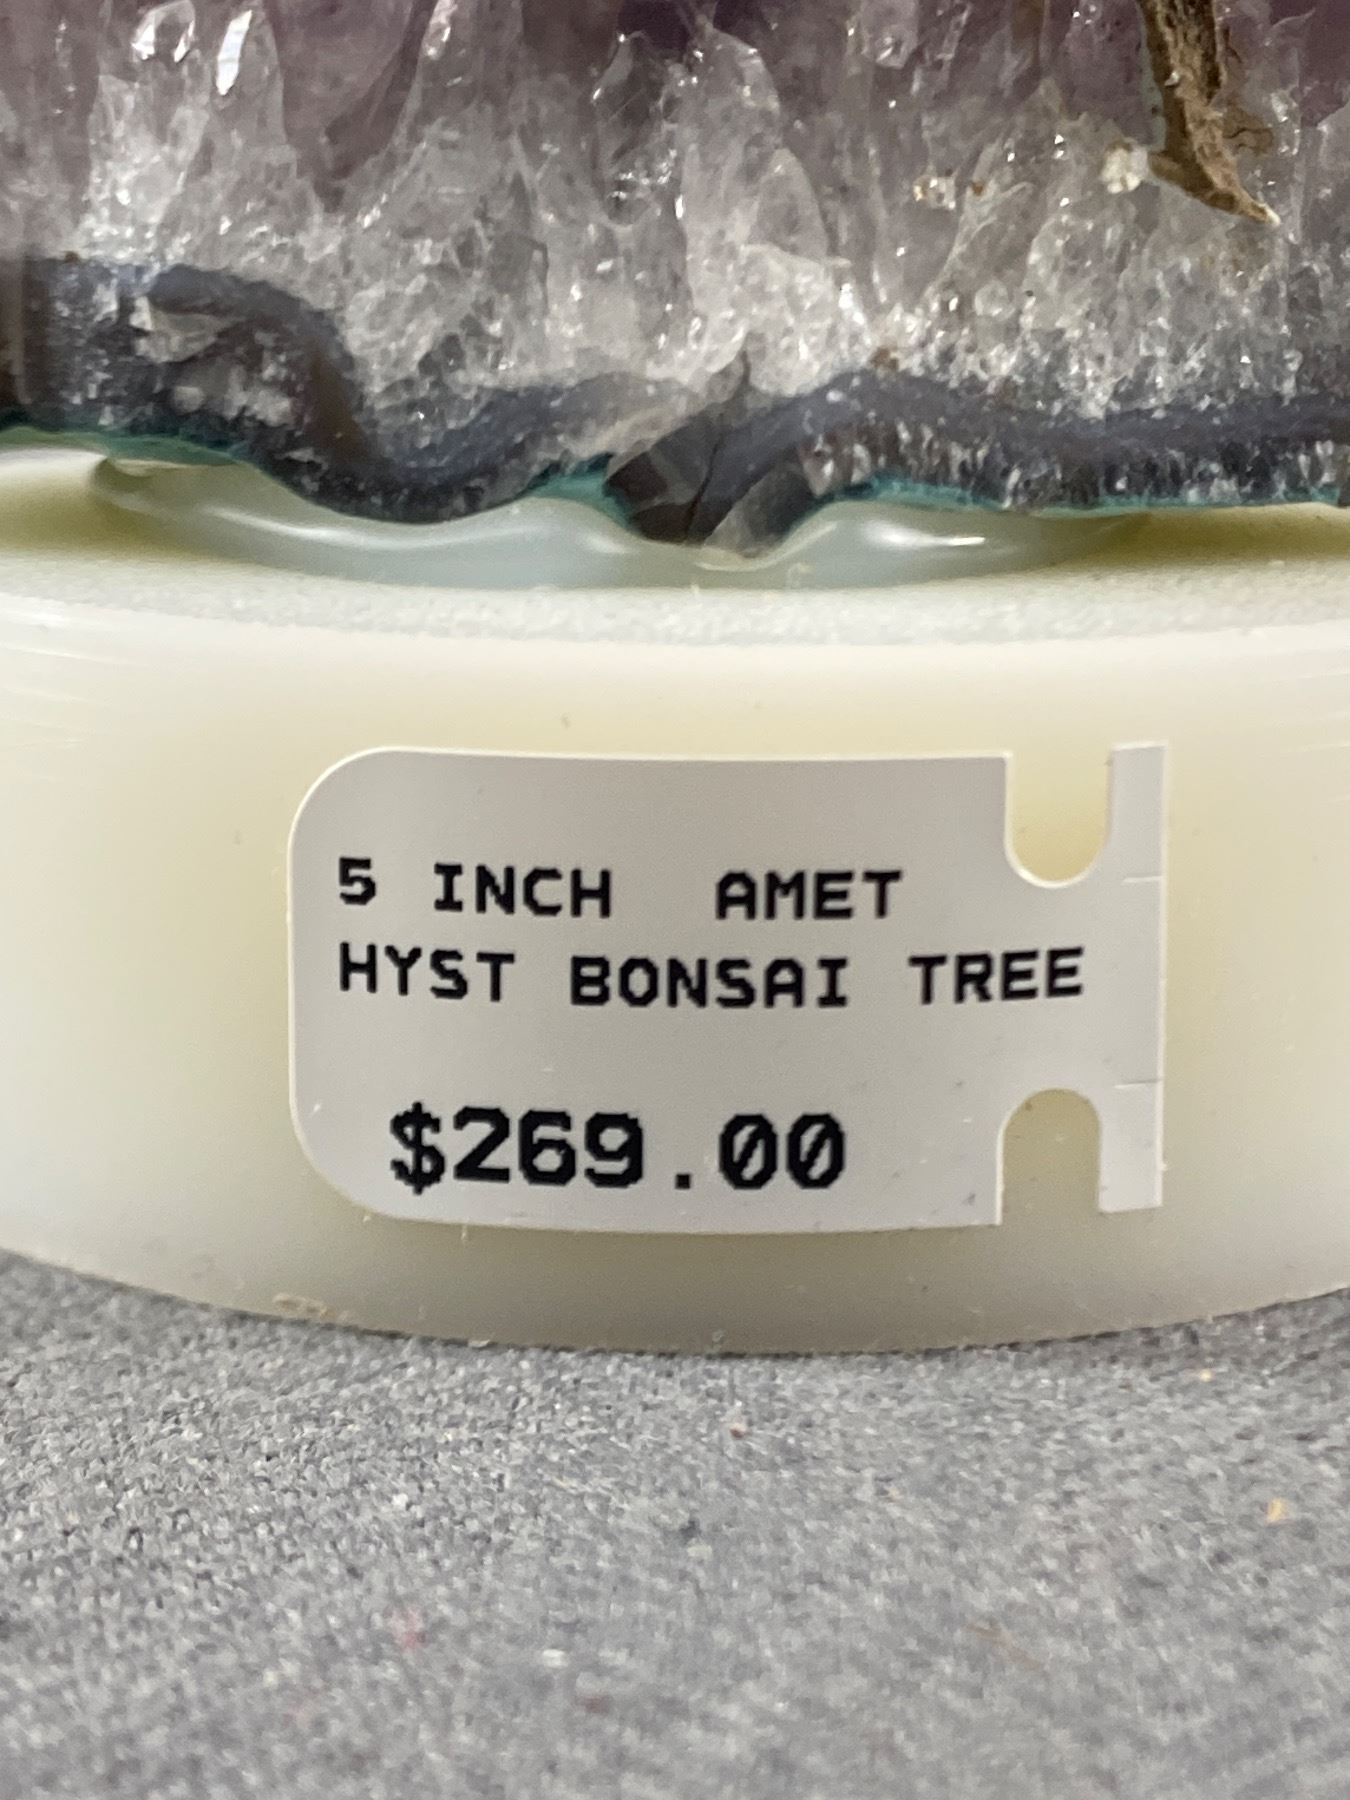 5 INCH  AMET
HYST BONSAI TREE
$269.00